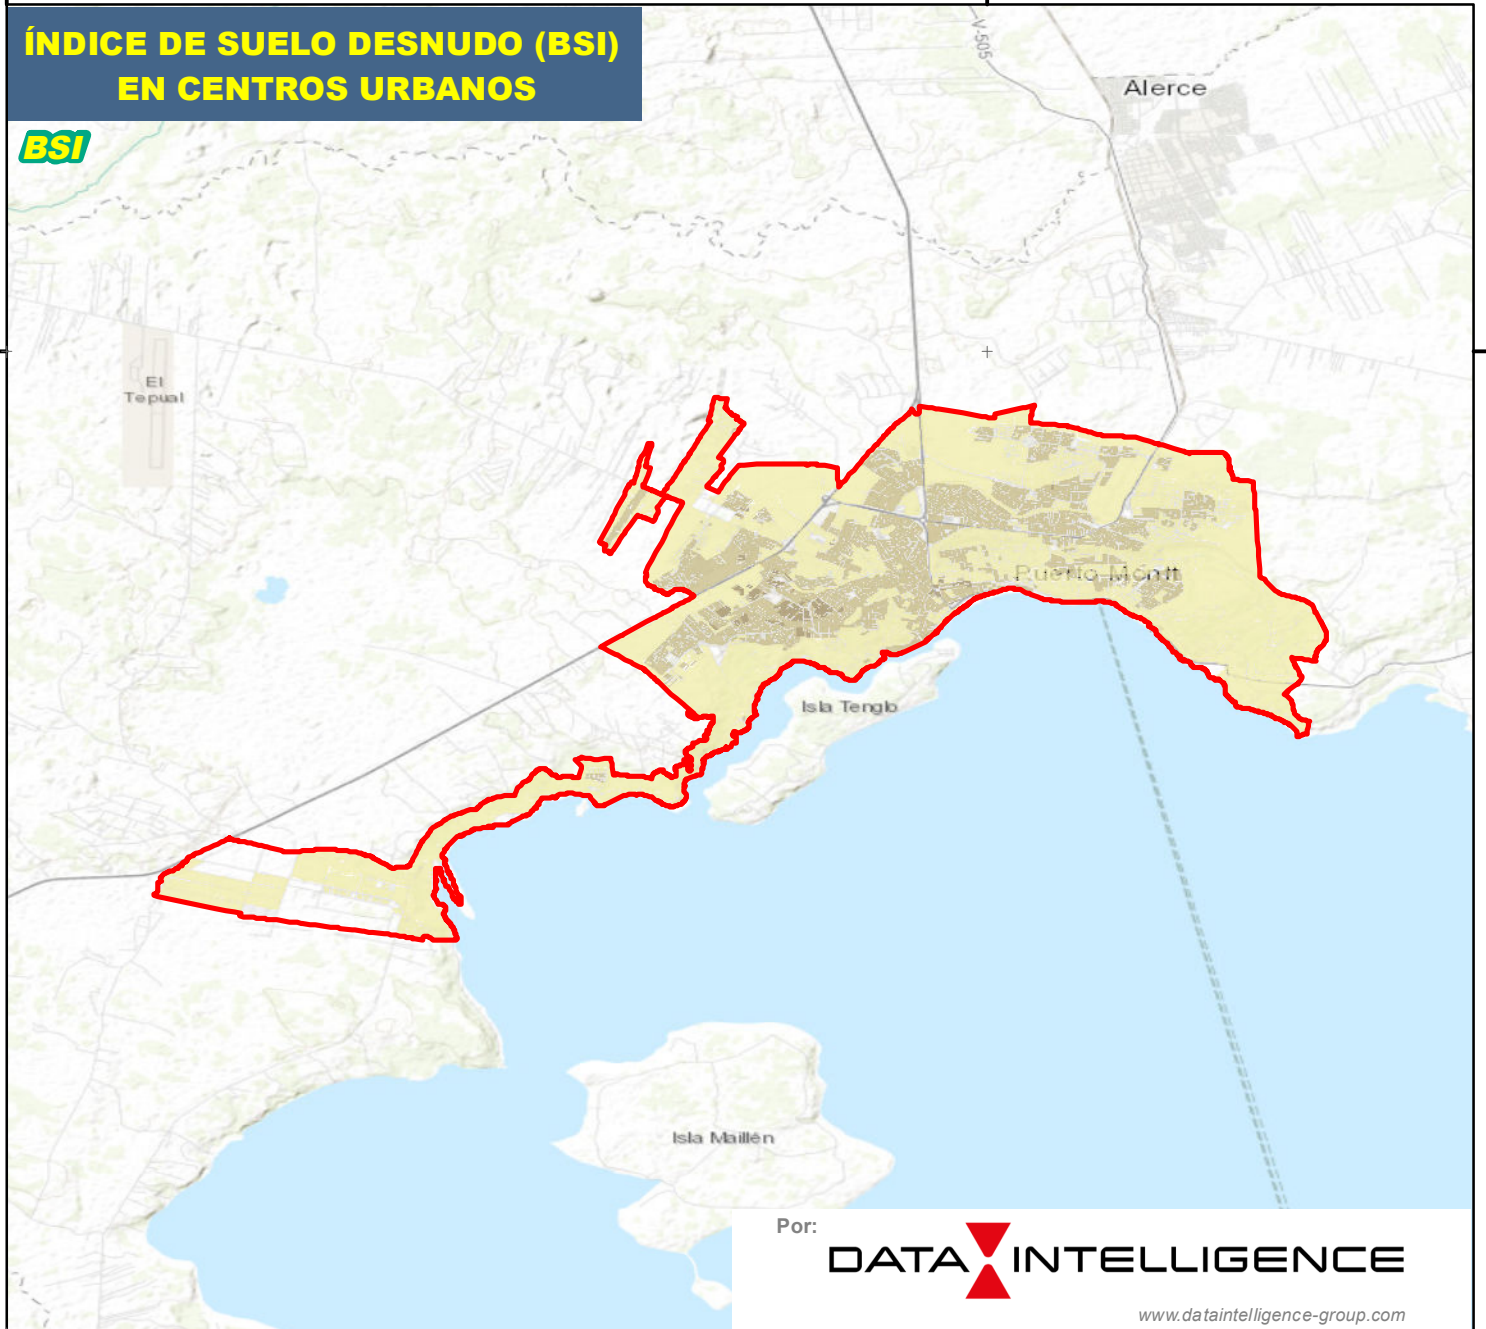 ÍNDICE DE SUELO DESNUDO (BSI)
EN CENTROS URBANOS
BSI
V-505
Alerce
El
Tepual
Puerto Montt
Isla Tenglo
Isla Maillén
Por:
DATA INTELLIGENCE
www.dataintelligence-group.com